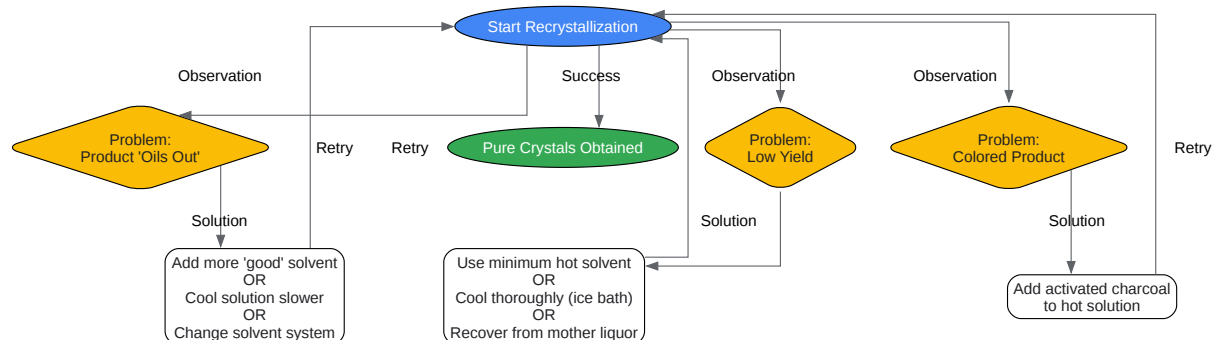 Start Recrystallization
Observation
Success
Observation
Observation
Problem:
Product 'Oils Out'
Retry
Retry
Pure Crystals Obtained
Problem:
Low Yield
Problem:
Colored Product
Retry
Solution
Solution
Solution
Add more 'good' solvent
OR
Cool solution slower
OR
Change solvent system
Use minimum hot solvent
OR
Cool thoroughly (ice bath)
OR
Recover from mother liquor
Add activated charcoal
to hot solution